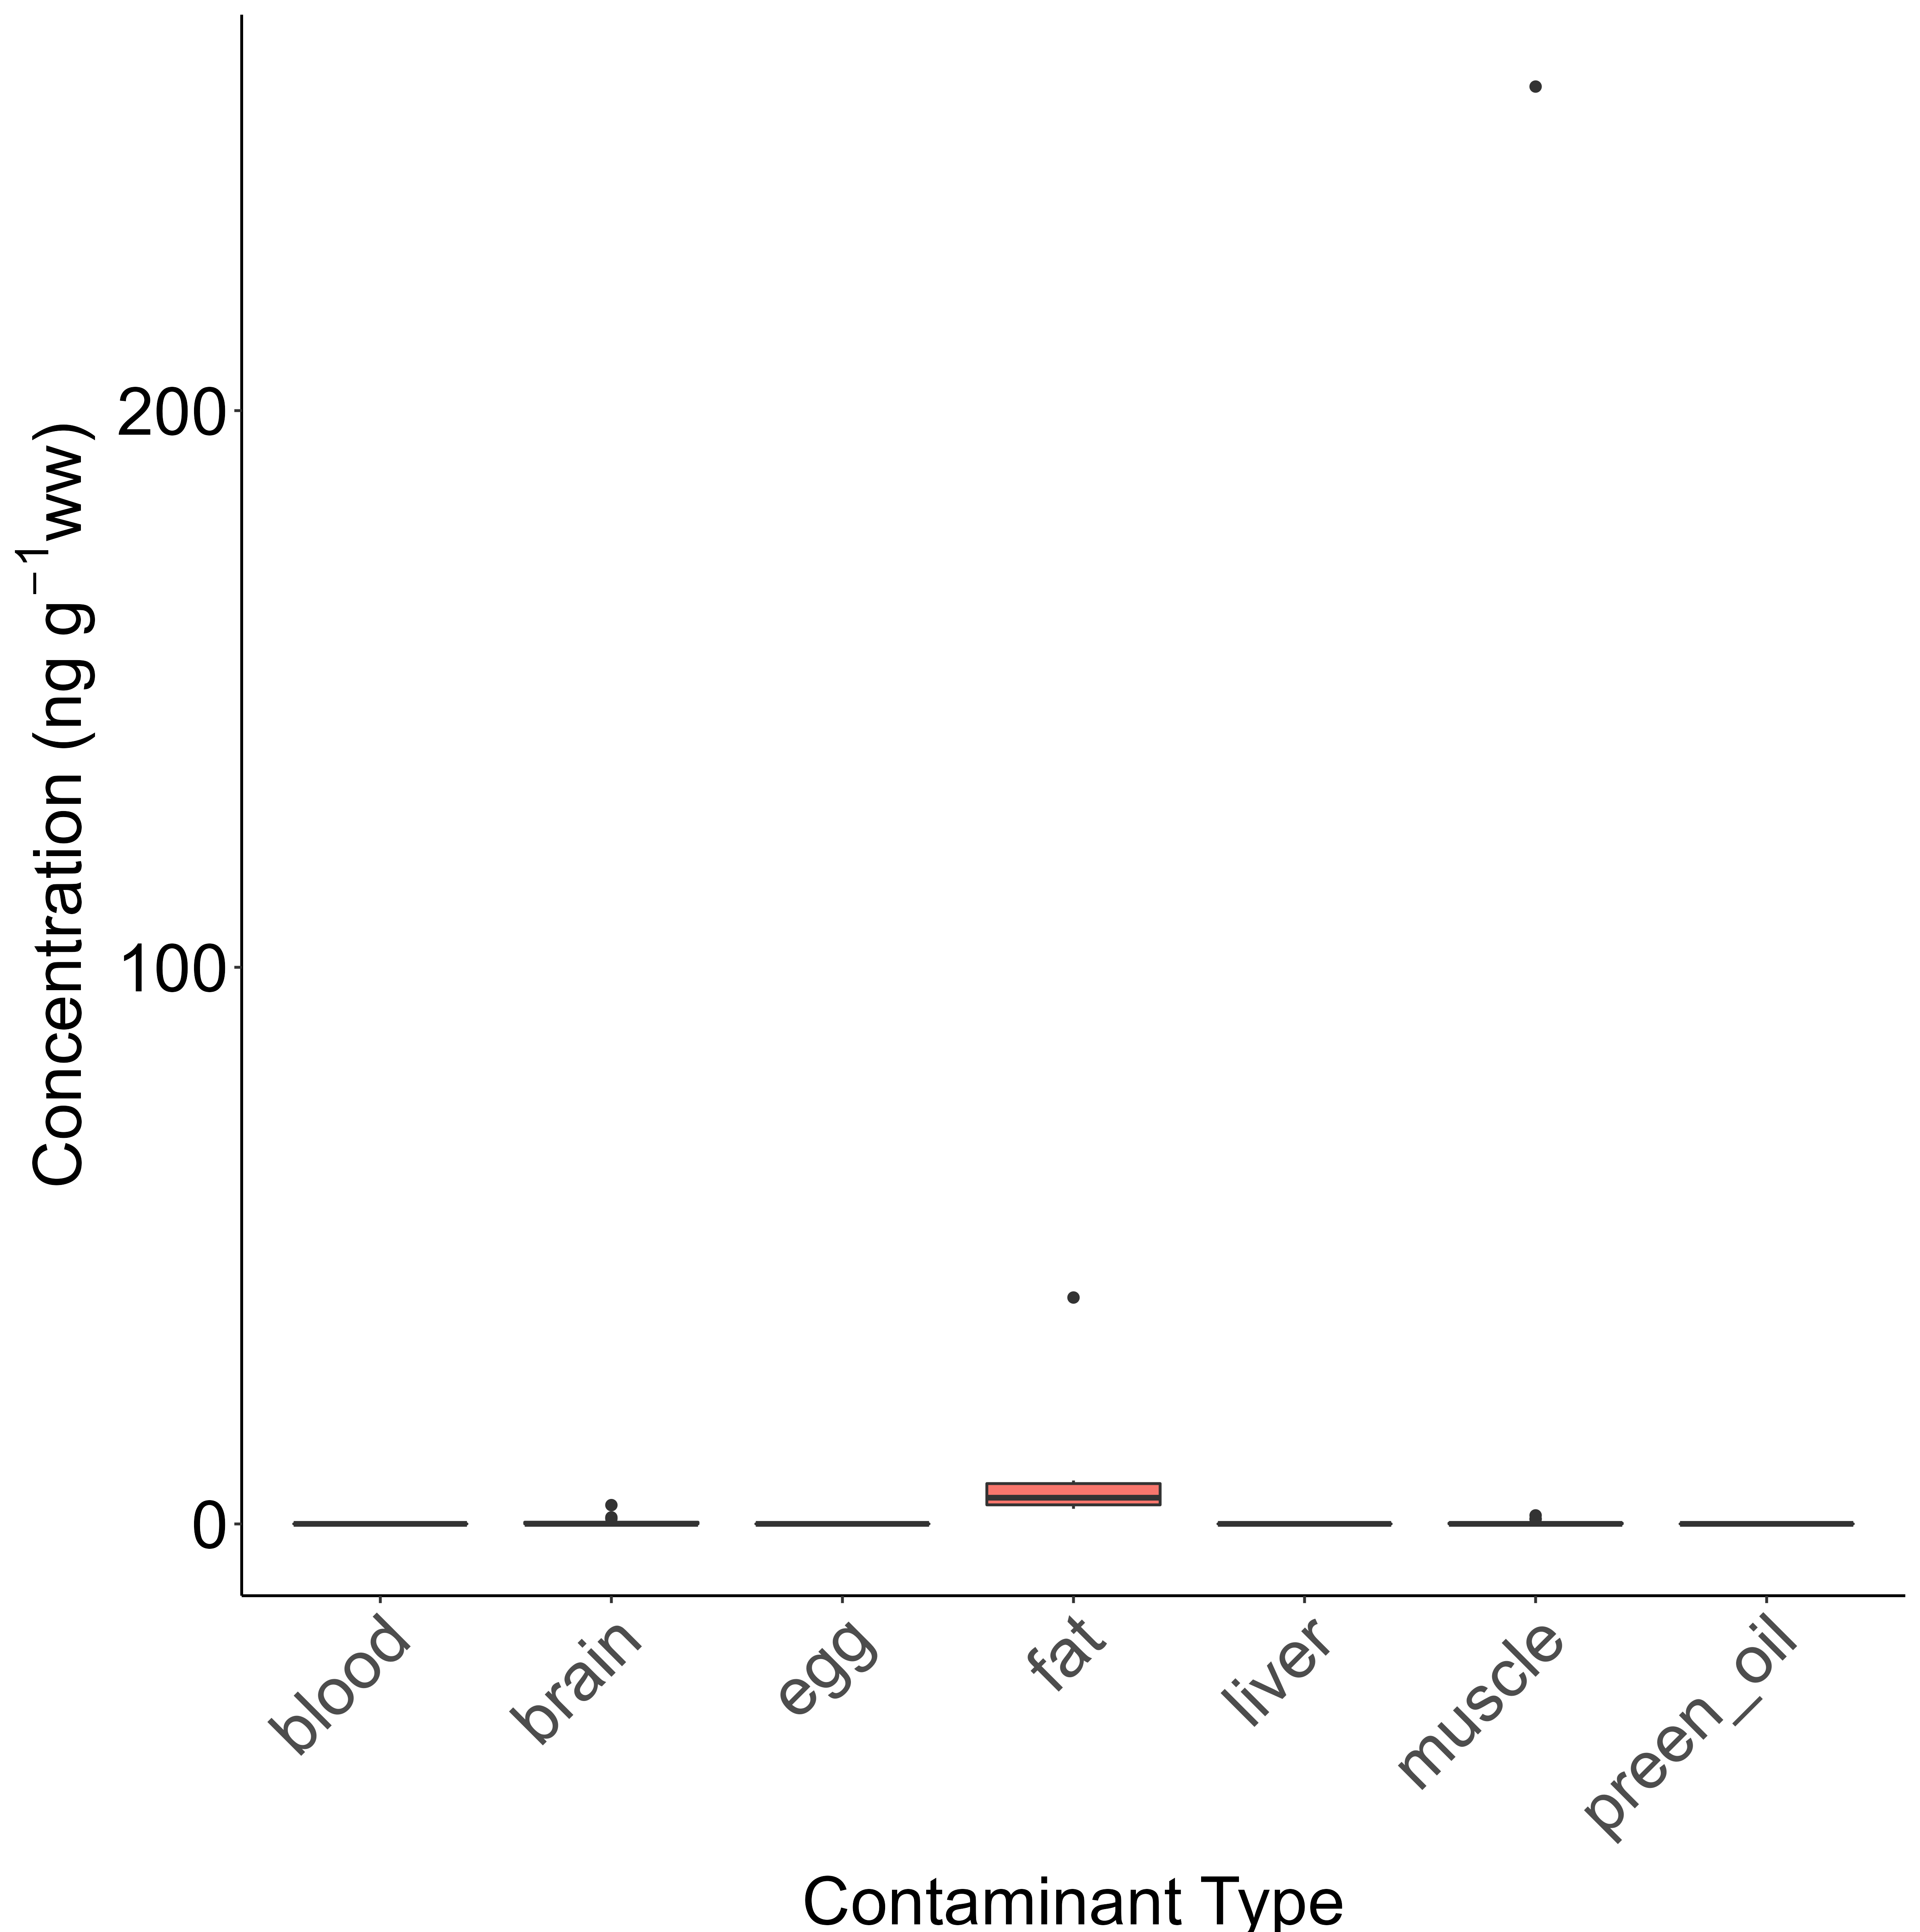 Concentration (ng g⁻¹ww)
200
100
0
blood
brain
egg
fat
liver
muscle
preen_oil
Contaminant Type